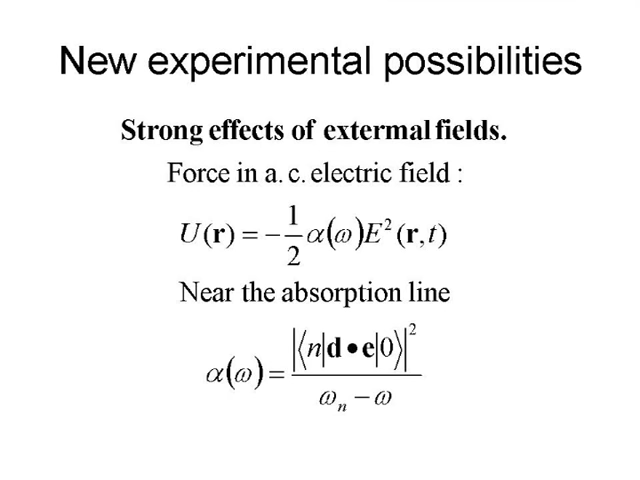 New experimental possibilities
Strong effects of extermal fields.
Force in a. c. electric field :
U(r) = −1/2 α(ω)E²(r,t)
Near the absorption line
α(ω) = |⟨n|d•e|0⟩|² / ωₙ − ω